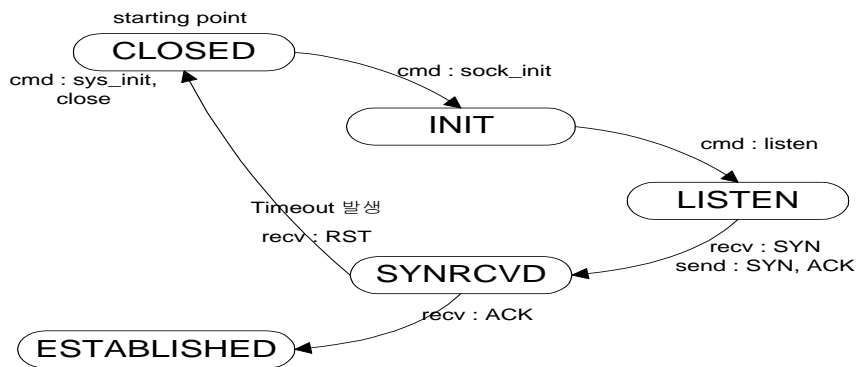 starting point
CLOSED
cmd : sys_init,
close
cmd : sock_init
INIT
cmd : listen
LISTEN
recv : SYN
send : SYN, ACK
Timeout 발생
recv : RST
SYNRCVD
recv : ACK
ESTABLISHED